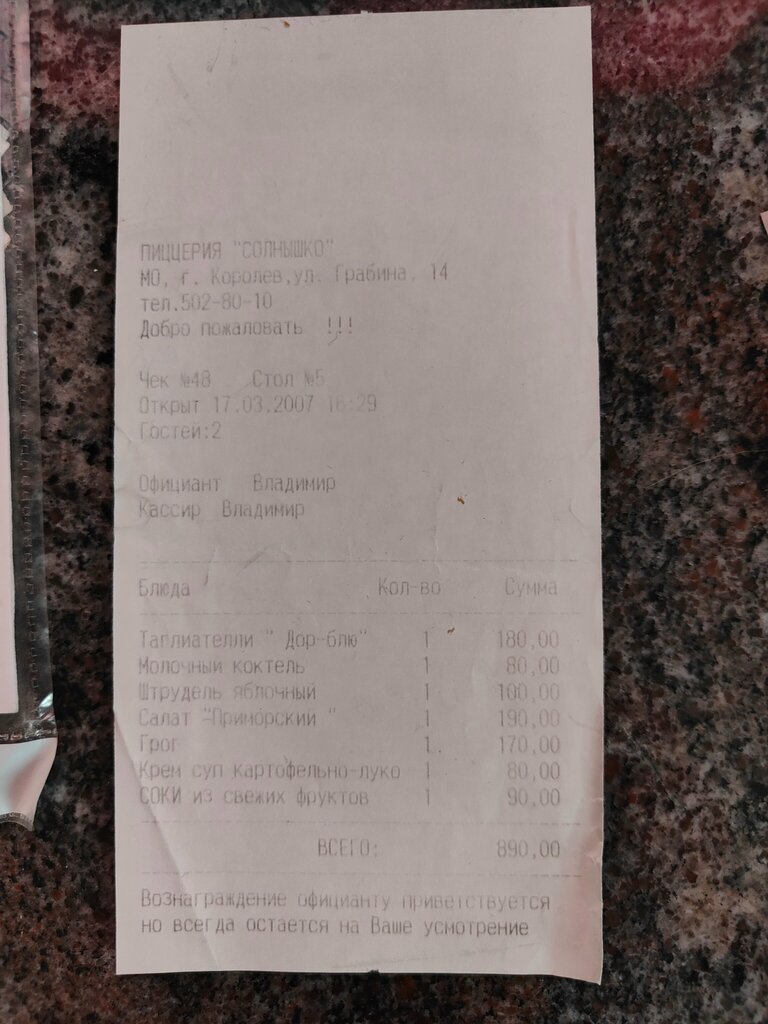 ПИЦЦЕРИЯ "СОЛНЫШКО"
МО, г. Королев,ул. Грабина, 14
тел.502-80-10
Добро пожаловать !!!
Чек №48 Стол №5
Открыт 17.03.2007 16:29
Гостей:2
Официант Владимир
Кассир Владимир
Блюда Кол-во Сумма
Таглиателли " Дор-блю" 1 180,00
Молочный коктель 1 80,00
Штрудель яблочный 1 100,00
Салат "Приморский " 1 190,00
Грог 1 170,00
Крем суп картофельно-луко 1 80,00
СОКИ из свежих фруктов 1 90,00
ВСЕГО: 890,00
Вознаграждение официанту приветствуется
но всегда остается на Ваше усмотрение